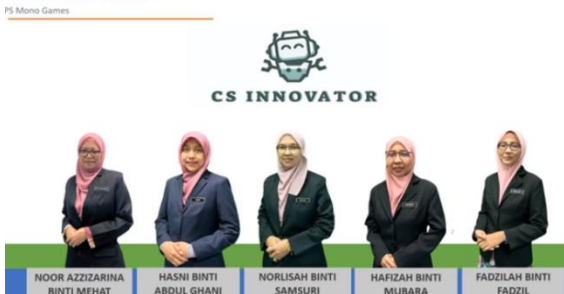 PS Mono Games
CS INNOVATOR
NOOR AZZIZARINA
BINTI MEHAT
HASNI BINTI
ABDUL GHANI
NORLISAH BINTI
SAMSURI
HAFIZAH BINTI
MUBARA
FADZILAH BINTI
FADZIL